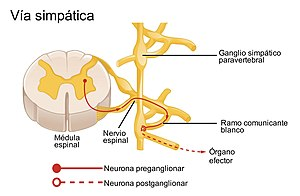 Vía simpática
Ganglio simpático
paravertebral
Médula
espinal
Nervio
espinal
Ramo comunicante
blanco
Órgano
efector
Neurona preganglionar
Neurona postganglionar